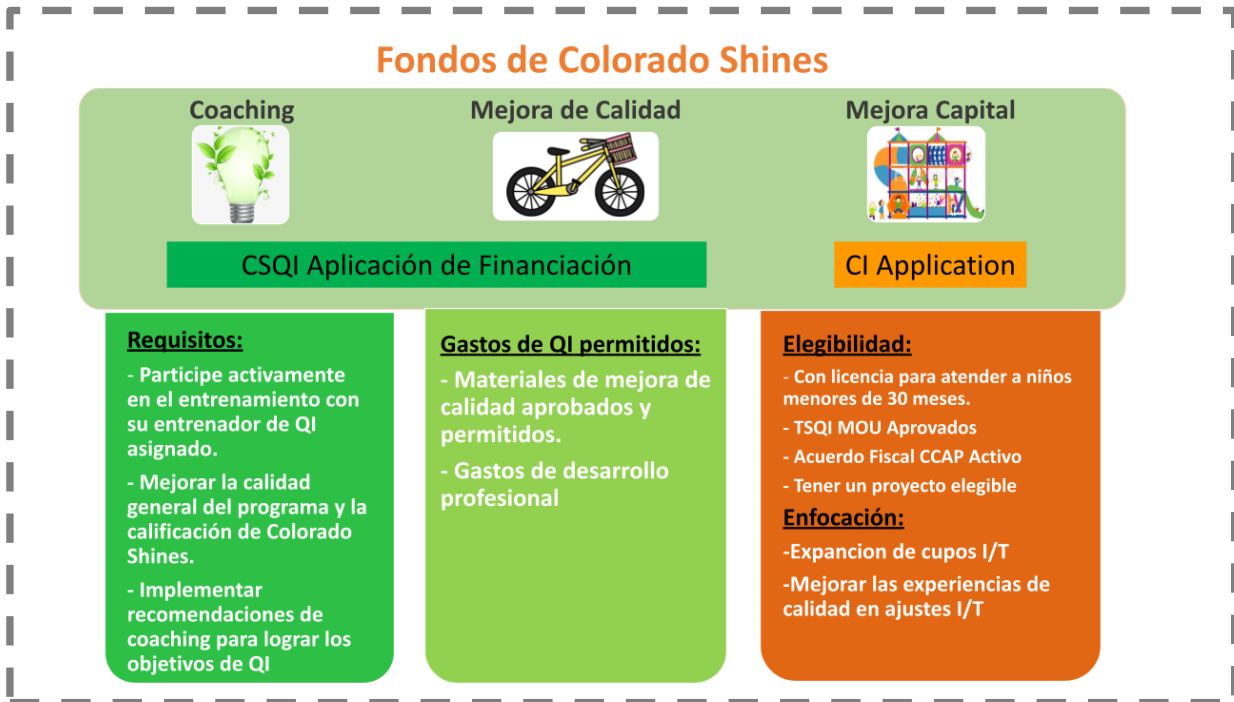 Fondos de Colorado Shines
Coaching
Mejora de Calidad
Mejora Capital
CSQI Aplicación de Financiación
CI Application
Requisitos:
- Participe activamente
en el entrenamiento con
su entrenador de QI
asignado.
- Mejorar la calidad
general del programa y la
calificación de Colorado
Shines.
- Implementar
recomendaciones de
coaching para lograr los
objetivos de QI
Gastos de QI permitidos:
- Materiales de mejora de
calidad aprobados y
permitidos.
- Gastos de desarrollo
profesional
Elegibilidad:
- Con licencia para atender a niños
menores de 30 meses.
- TSQI MOU Aprovados
- Acuerdo Fiscal CCAP Activo
- Tener un proyecto elegible
Enfocación:
-Expancion de cupos I/T
-Mejorar las experiencias de
calidad en ajustes I/T